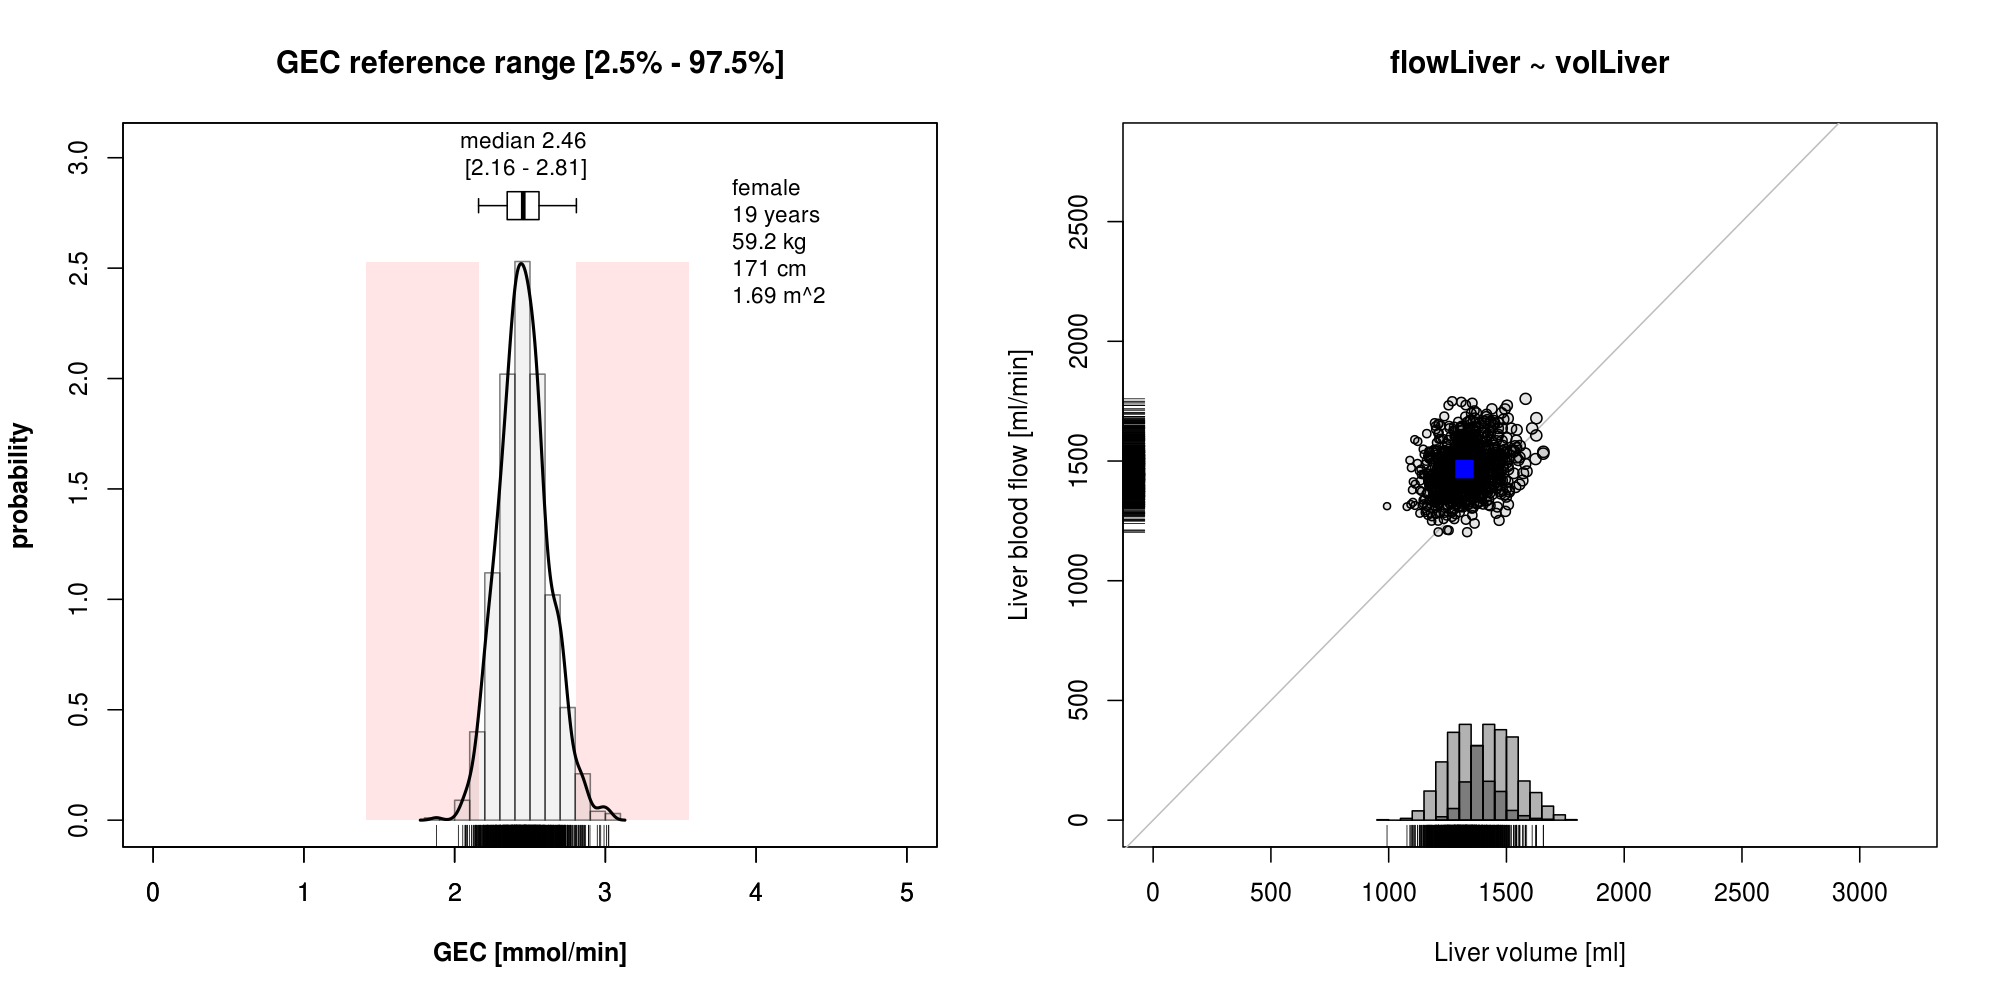 GEC reference range [2.5% - 97.5%]
median 2.46
[2.16 - 2.81]
female
19 years
59.2 kg
171 cm
1.69 m^2
probability
3.0
2.5
2.0
1.5
1.0
0.5
0.0
0 1 2 3 4 5
GEC [mmol/min]
flowLiver ~ volLiver
Liver blood flow [ml/min]
2500
2000
1500
1000
500
0
0 500 1000 1500 2000 2500 3000
Liver volume [ml]